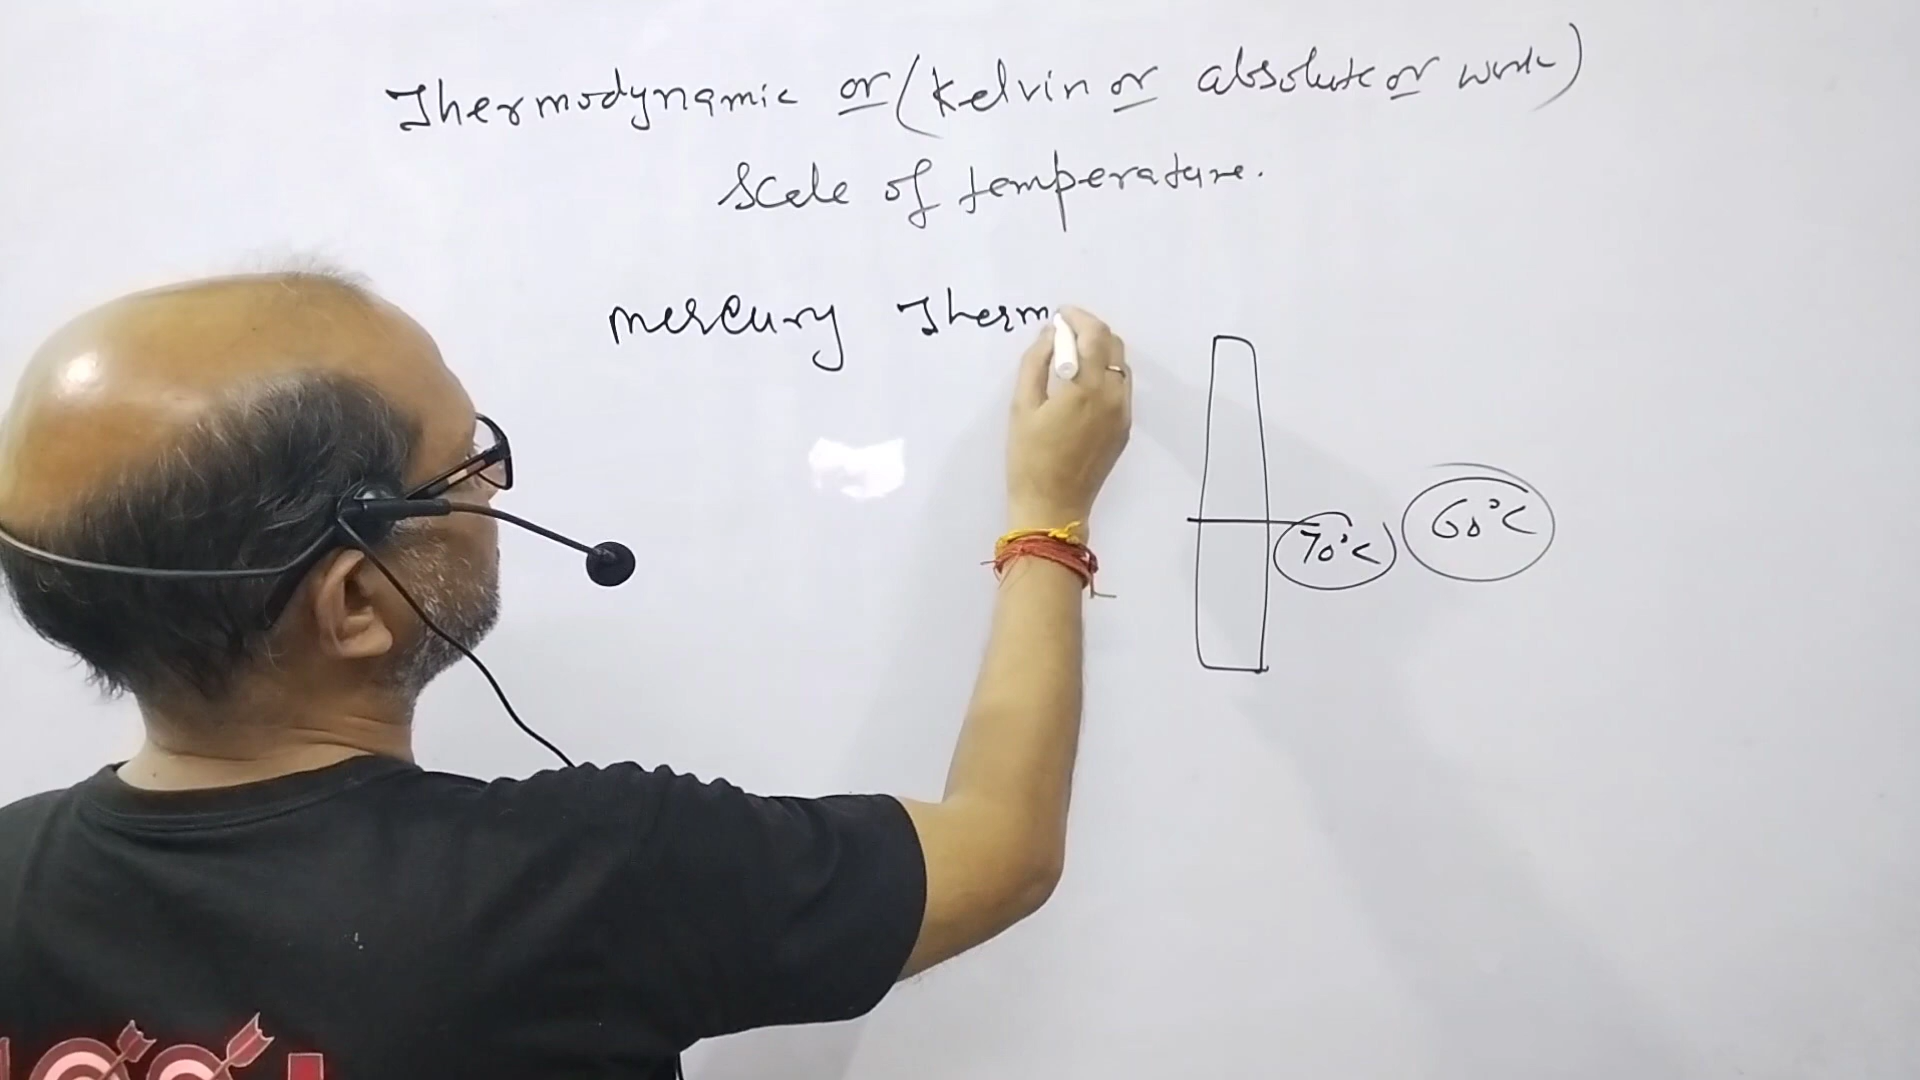 Thermodynamic or (Kelvin or absolute or work)
Scale of temperature.
mercury Therm
70°C
60°C